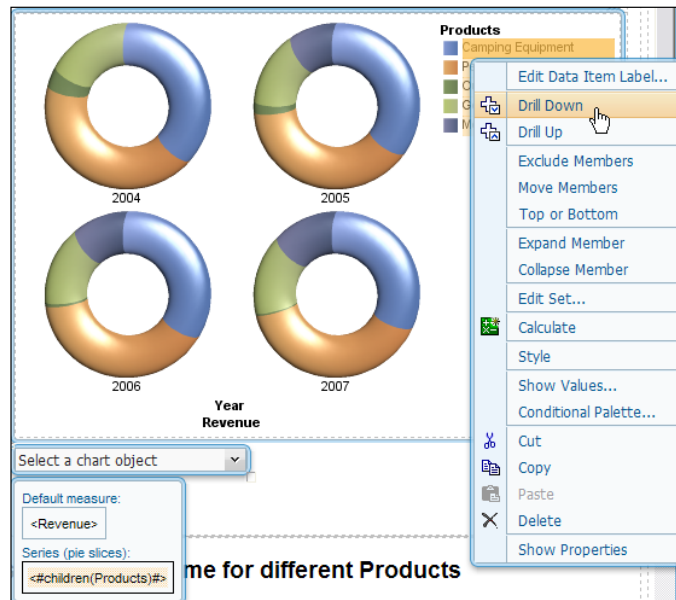 Products
Camping Equipment
P
O
G
M
2004
2005
2006
2007
Year
Revenue
Edit Data Item Label...
Drill Down
Drill Up
Exclude Members
Move Members
Top or Bottom
Expand Member
Collapse Member
Edit Set...
Calculate
Style
Show Values...
Conditional Palette...
Cut
Copy
Paste
Delete
Show Properties
Select a chart object
Default measure:
<Revenue>
Series (pie slices):
<#children(Products)#>
me for different Products